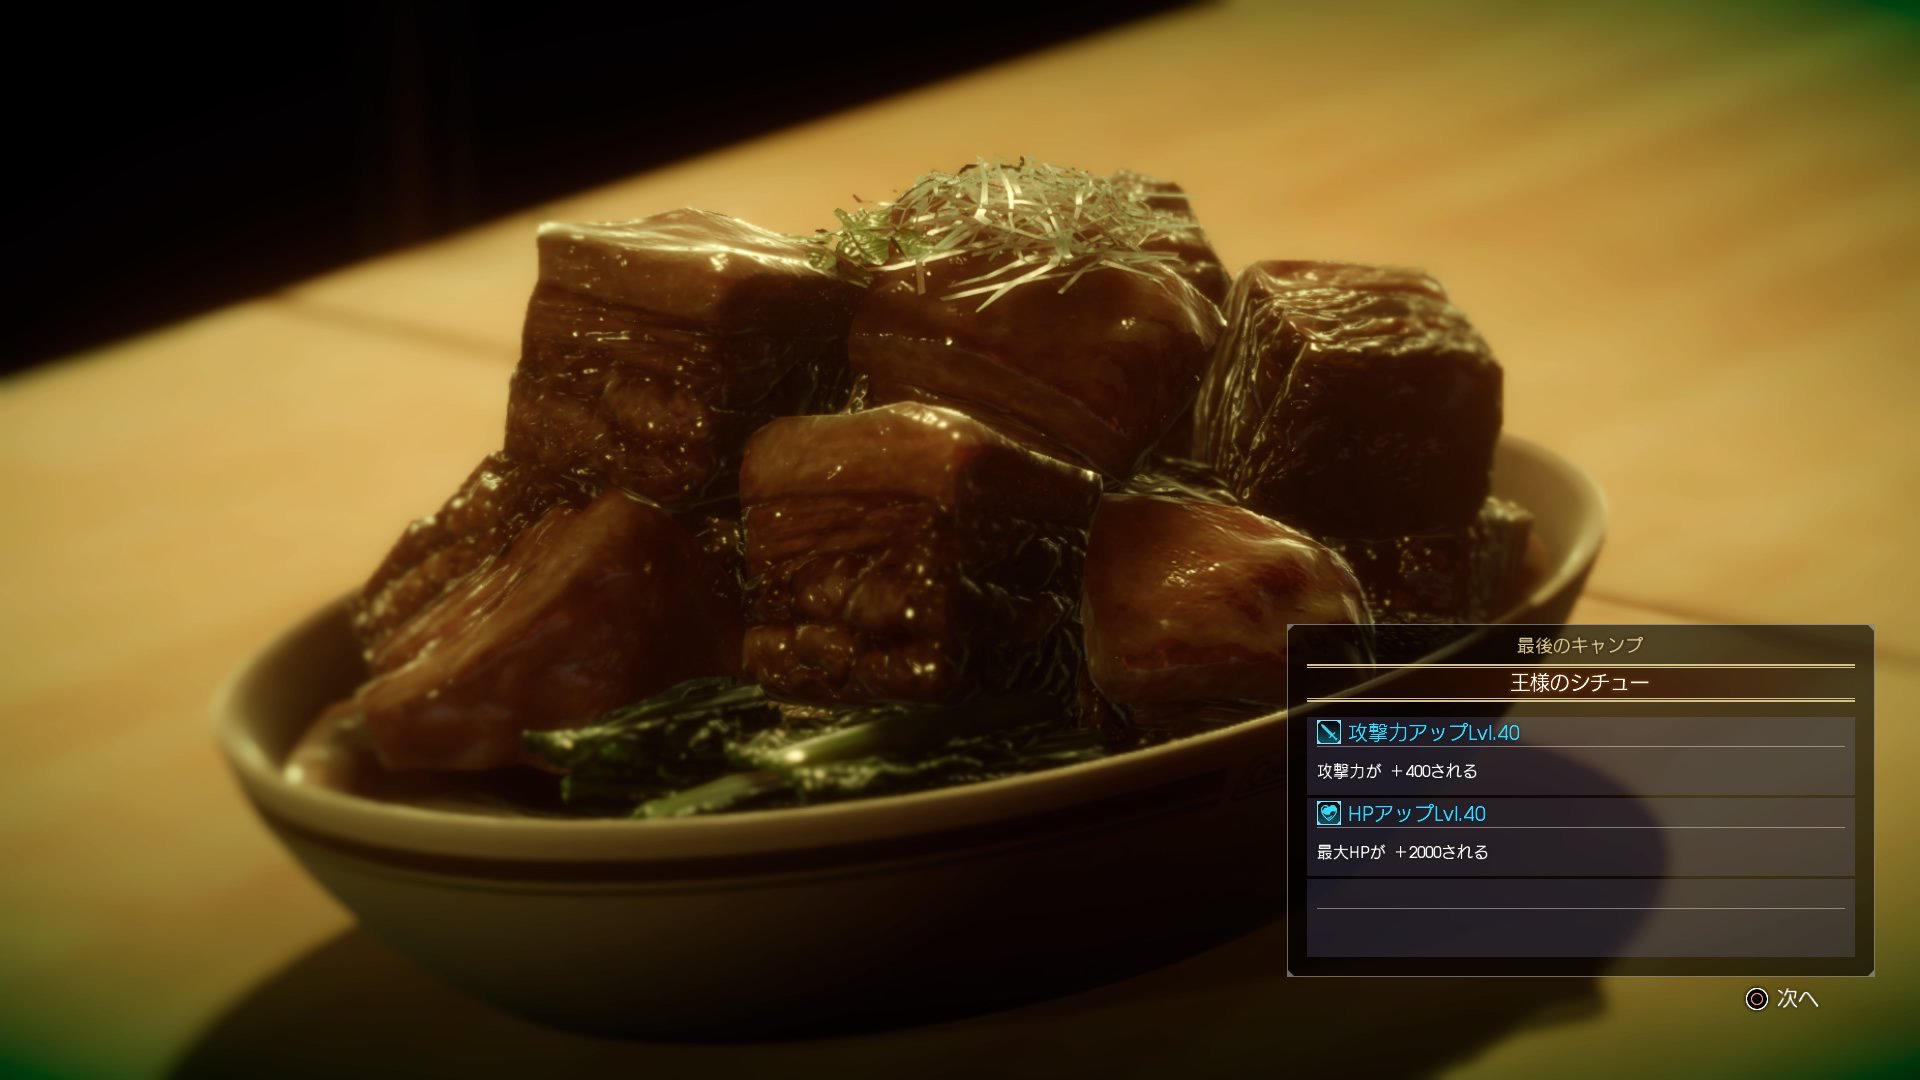 最後のキャンプ
王様のシチュー
攻撃力アップLvl.40
攻撃力が +400される
HPアップLvl.40
最大HPが +2000される
次へ